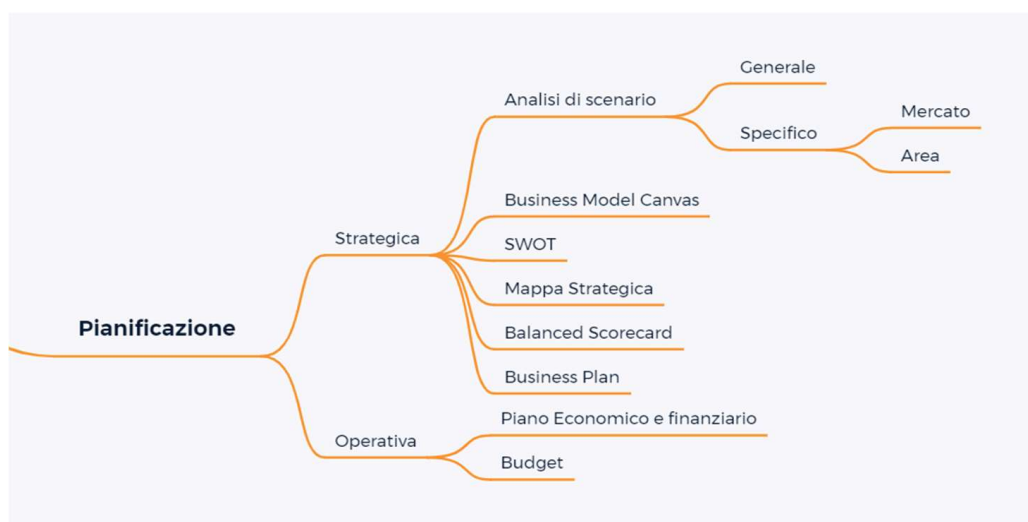 Pianificazione
Strategica
Analisi di scenario
Generale
Specifico
Mercato
Area
Business Model Canvas
SWOT
Mappa Strategica
Balanced Scorecard
Business Plan
Operativa
Piano Economico e finanziario
Budget